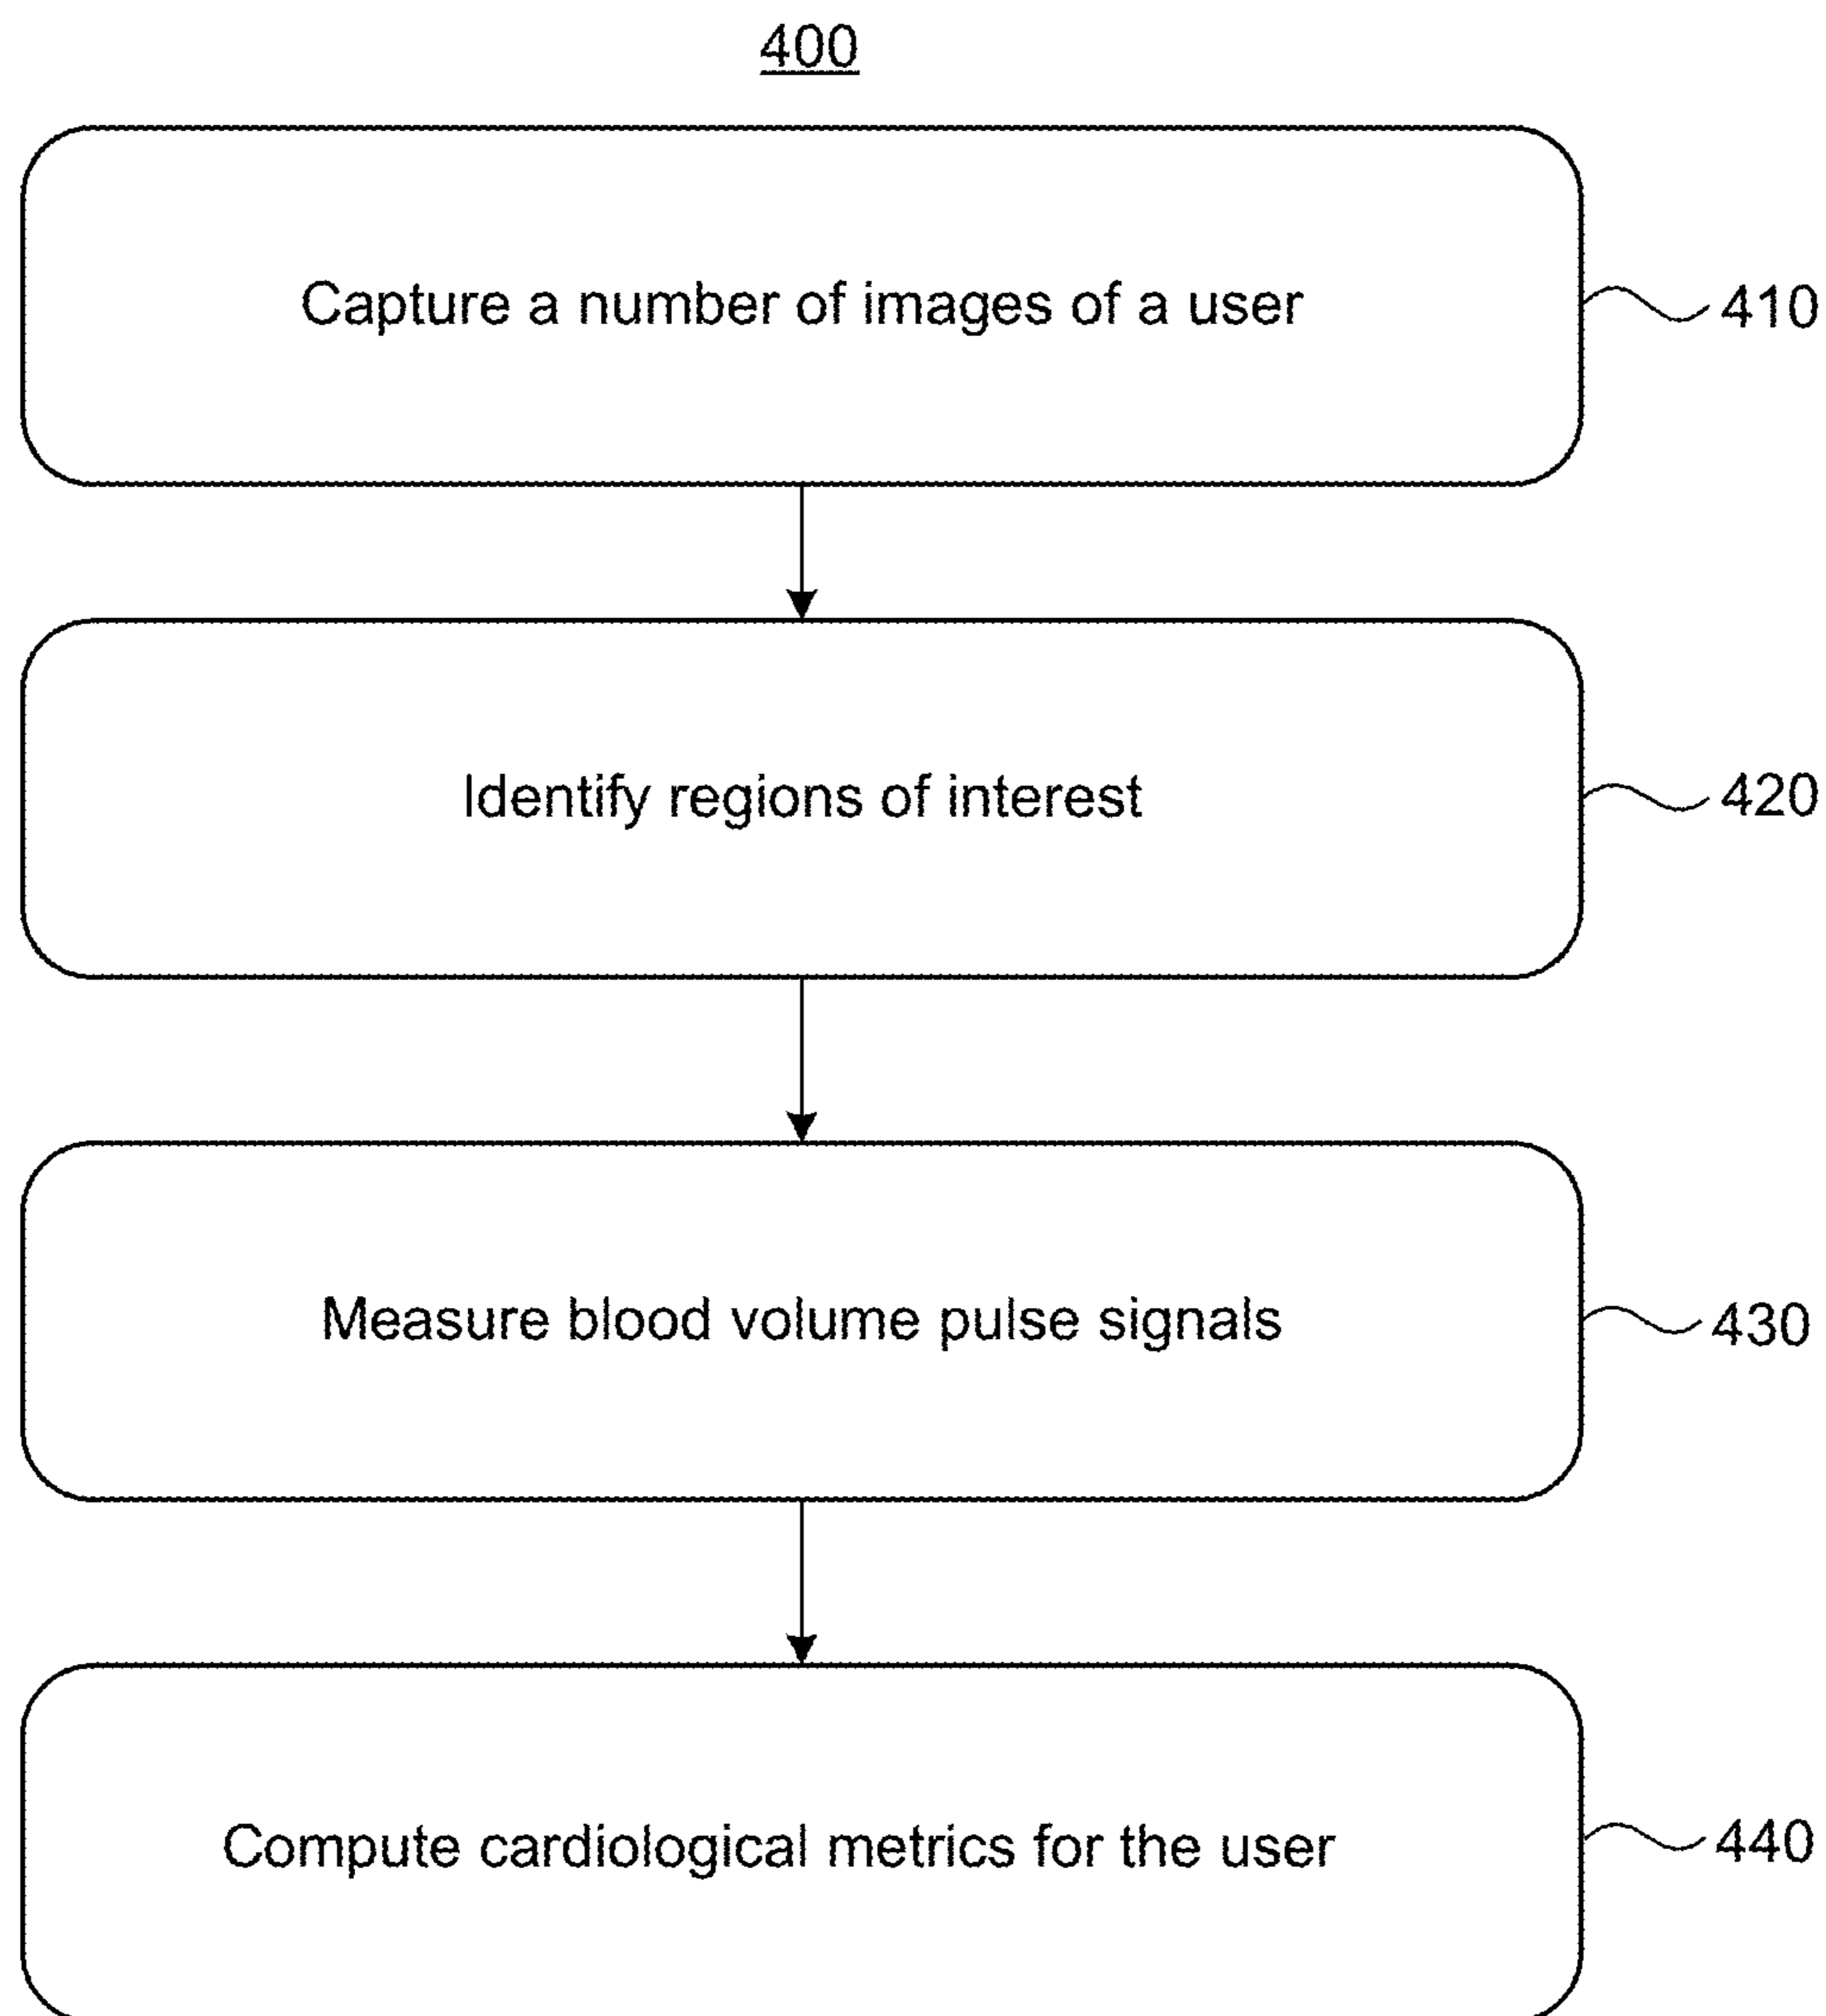 400
Capture a number of images of a user
410
Identify regions of interest
420
Measure blood volume pulse signals
430
Compute cardiological metrics for the user
440